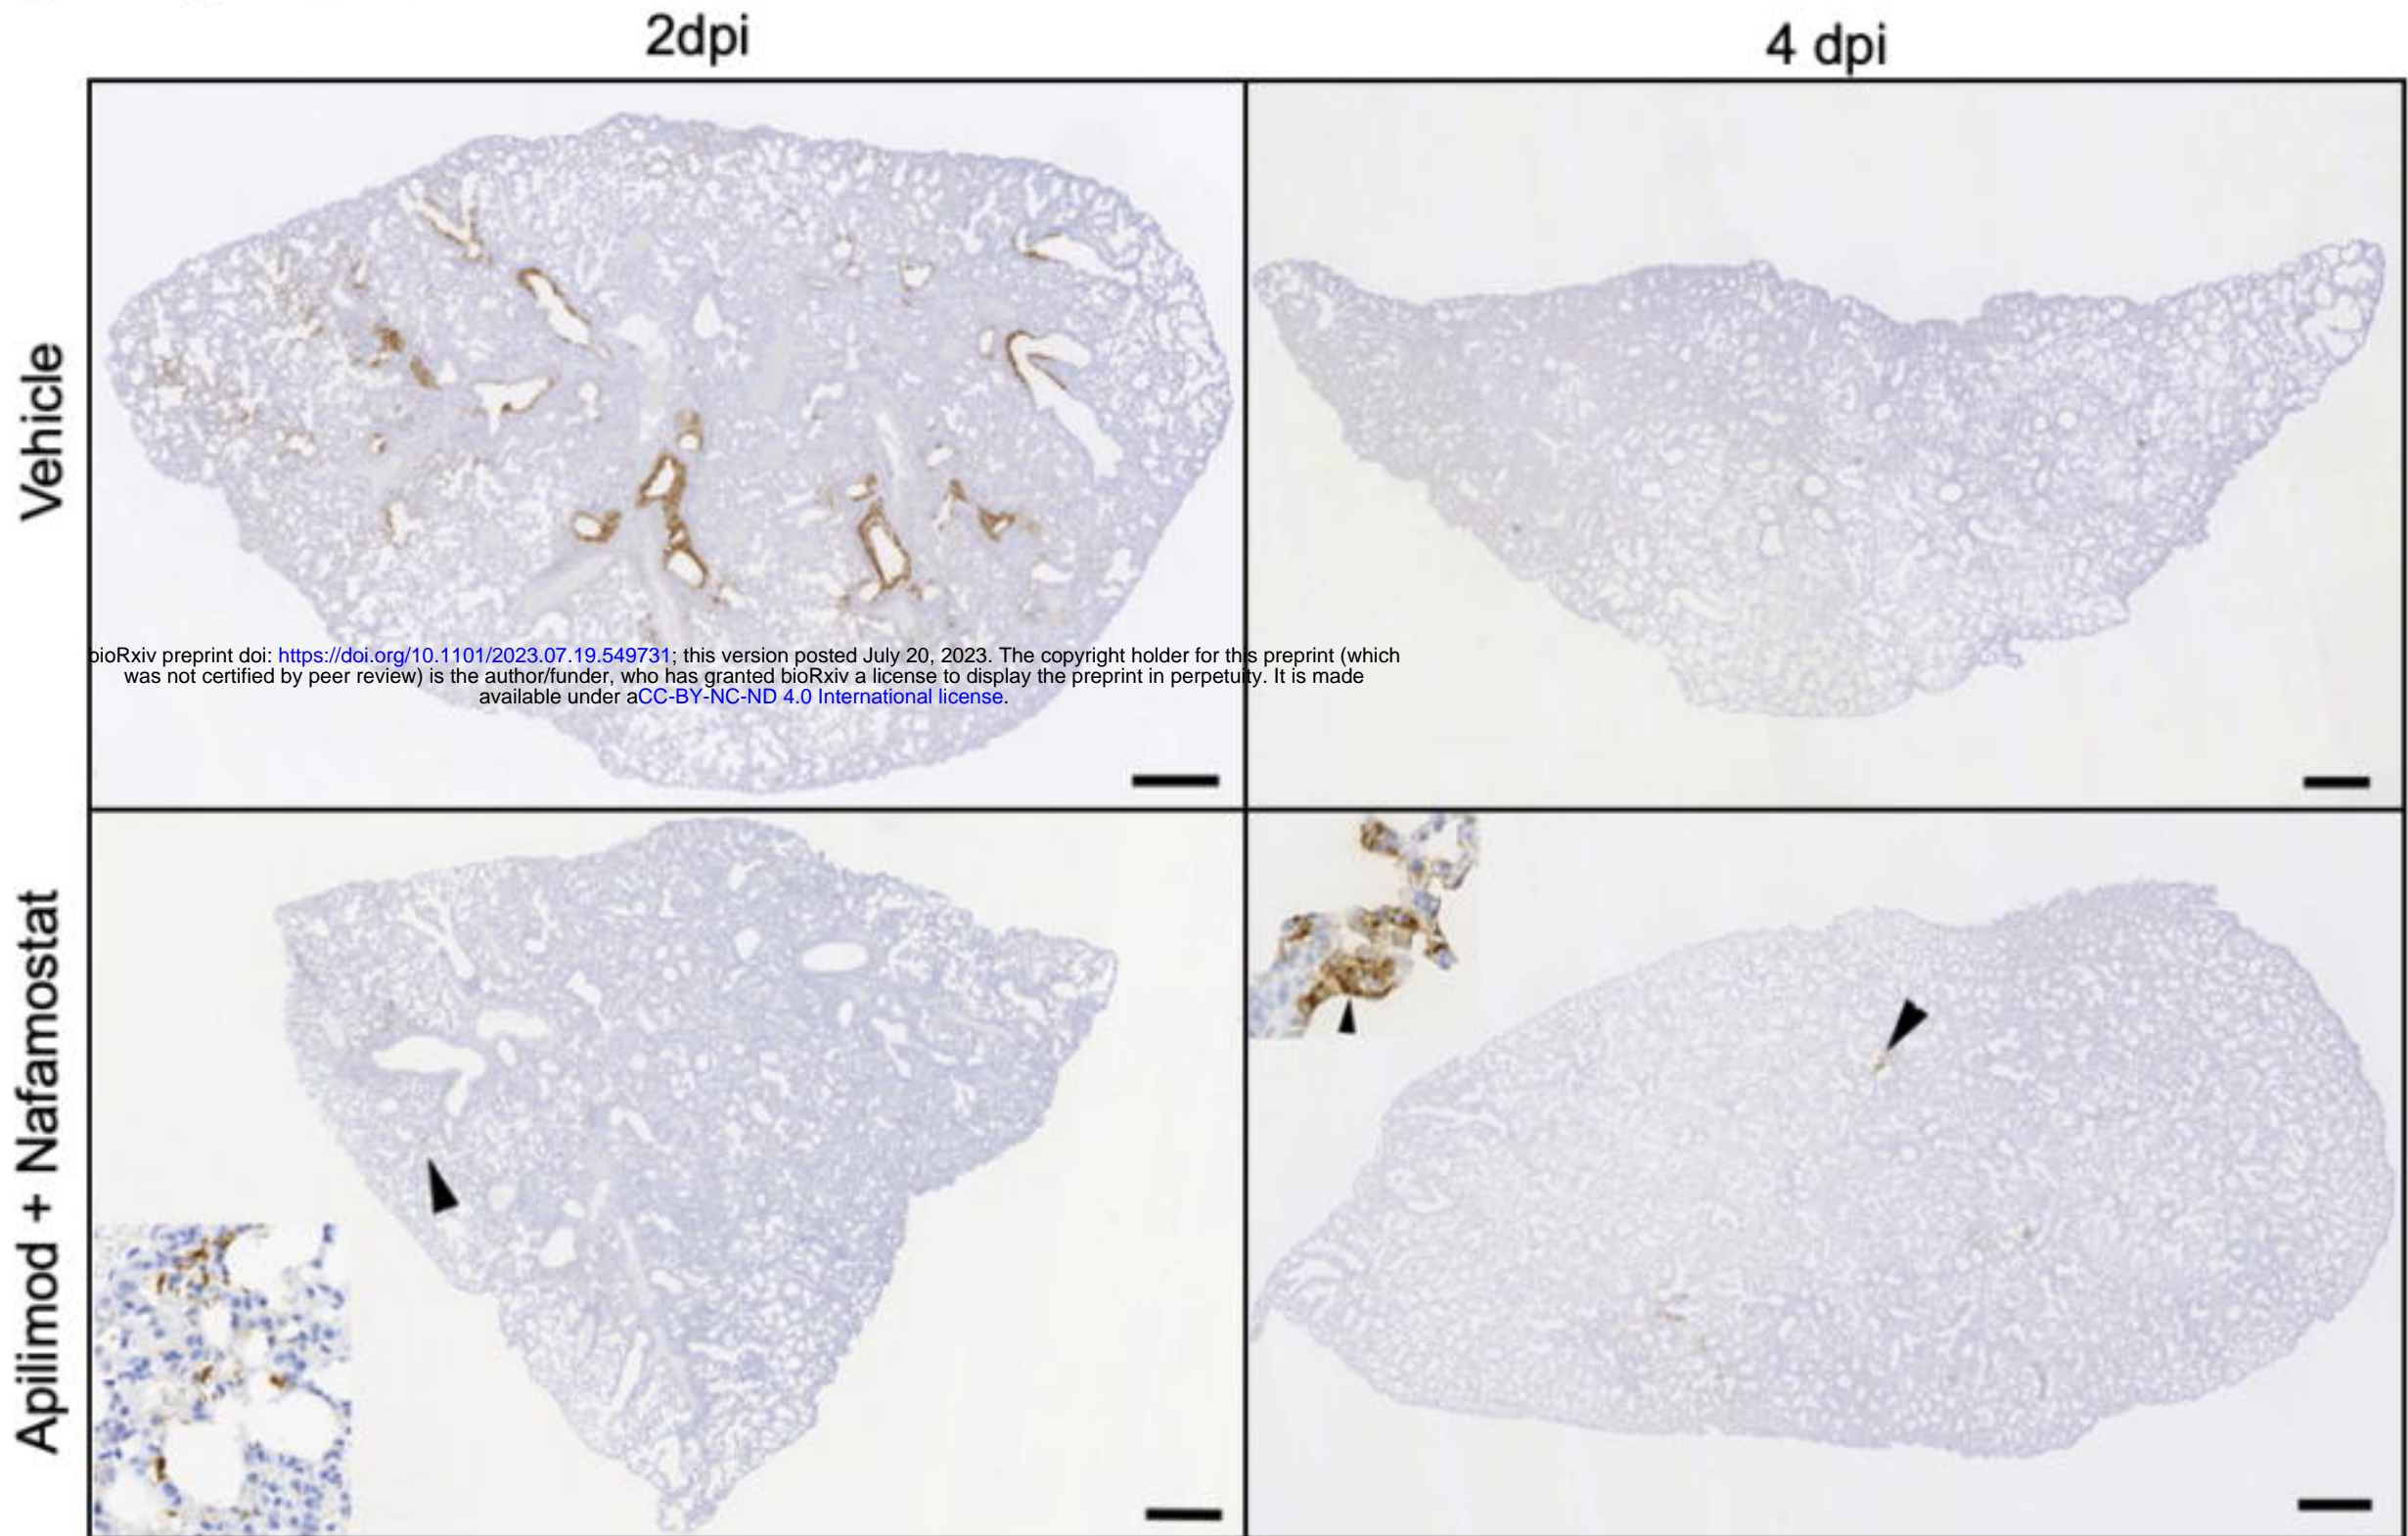 2dpi
4 dpi
Vehicle
bioRxiv preprint doi: https://doi.org/10.1101/2023.07.19.549731; this version posted July 20, 2023. The copyright holder for this preprint (which
was not certified by peer review) is the author/funder, who has granted bioRxiv a license to display the preprint in perpetuity. It is made
available under aCC-BY-NC-ND 4.0 International license.
Apilimod + Nafamostat